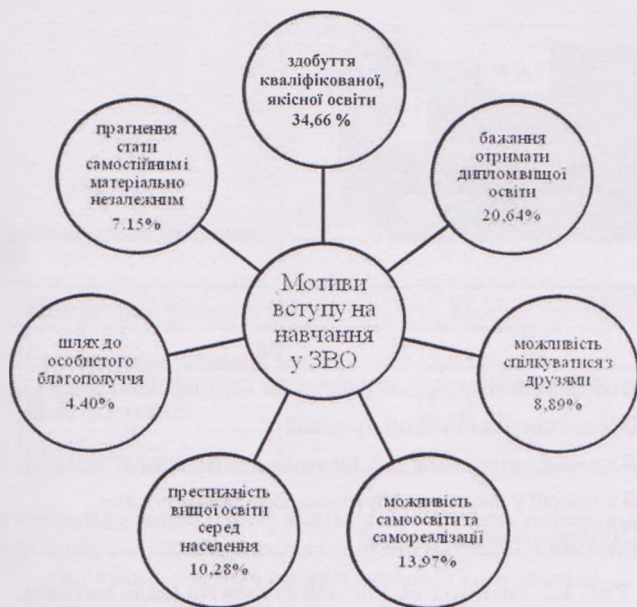 здобуття
кваліфікованої,
якісної освіти
34,66 %
бажання
отримати
диплом вищої
освіти
20,64%
можливість
спілкуватися з
друзями
8,89%
можливість
самоосвіти та
самореалізації
13,97%
престижність
вищої освіти
серед
населення
10,28%
шлях до
особистого
благополуччя
4.40%
прагнення
стати
самостійним і
матеріально
незалежним
7.15%
Мотиви
вступу на
навчання
у ЗВО